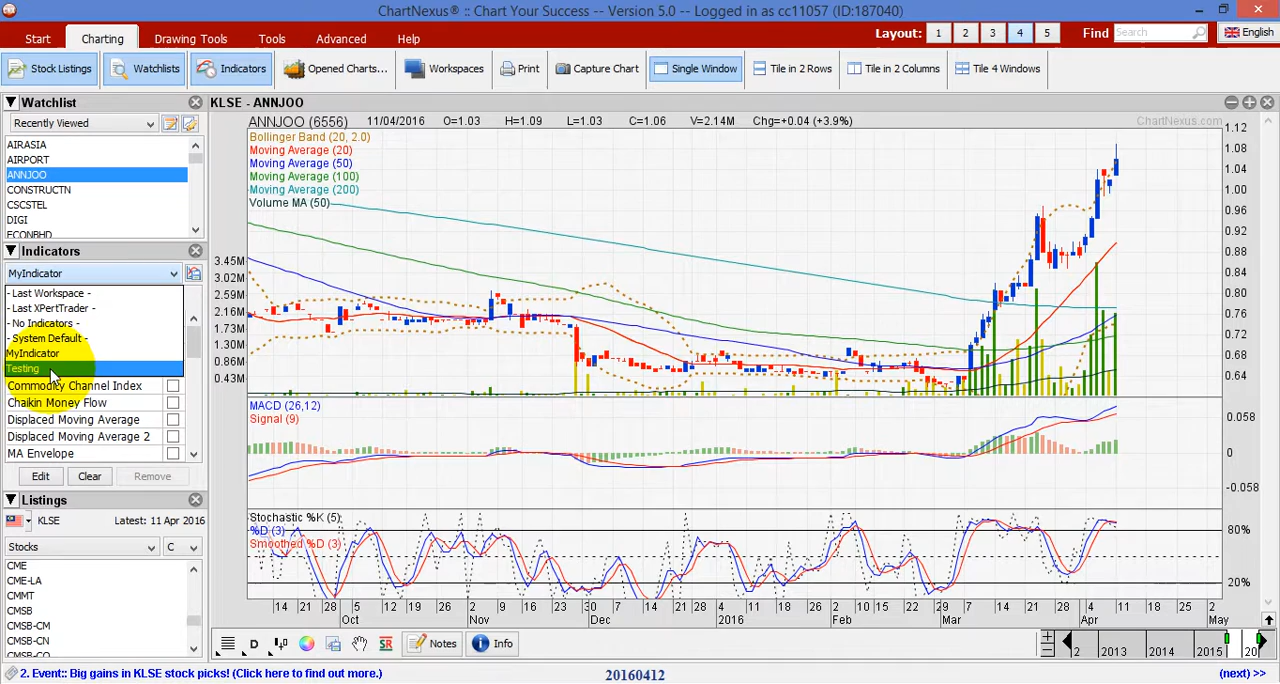 ChartNexus® :: Chart Your Success -- Version 5.0 -- Logged in as cc11057 (ID:187040)
Start Charting Drawing Tools Tools Advanced Help Layout: 1 2 3 4 5 Find Search English
Stock Listings Watchlists Indicators Opened Charts... Workspaces Print Capture Chart Single Window Tile in 2 Rows Tile in 2 Columns Tile 4 Windows
Watchlist
Recently Viewed
AIRASIA
AIRPORT
ANNJOO
CONSTRUCTN
CSCSTEL
DIGI
ECONBHD
Indicators
MyIndicator
- Last Workspace -
- Last XPertTrader -
- No Indicators -
- System Default -
MyIndicator
Testing
Commodity Channel Index
Chaikin Money Flow
Displaced Moving Average
Displaced Moving Average 2
MA Envelope
Edit Clear Remove
Listings
KLSE Latest: 11 Apr 2016
Stocks C
CME
CME-LA
CMMT
CMSB
CMSB-CM
CMSB-CN
CMSB-CO
KLSE - ANNJOO
ANNJOO (6556) 11/04/2016 O=1.03 H=1.09 L=1.03 C=1.06 V=2.14M Chg=+0.04 (+3.9%) ChartNexus.com
Bollinger Band (20, 2.0)
Moving Average (20)
Moving Average (50)
Moving Average (100)
Moving Average (200)
Volume MA (50)
3.45M
3.02M
2.59M
2.16M
1.73M
1.30M
0.86M
0.43M
1.12
1.08
1.04
1.00
0.96
0.92
0.88
0.84
0.80
0.76
0.72
0.68
0.64
MACD (26,12)
Signal (9)
0.058
0
-0.058
Stochastic %K (5)
%D (3)
Smoothed %D (3)
80%
20%
14 21 28 5 12 19 26 2 9 16 23 30 7 14 21 28 4 11 18 25 2 10 15 22 29 7 14 21 28 4 11 18 25 2
Oct Nov Dec 2016 Feb Mar Apr May
D SR Notes Info 2 2013 2014 2015 20
2. Event:: Big gains in KLSE stock picks! (Click here to find out more.) 20160412 (next) >>